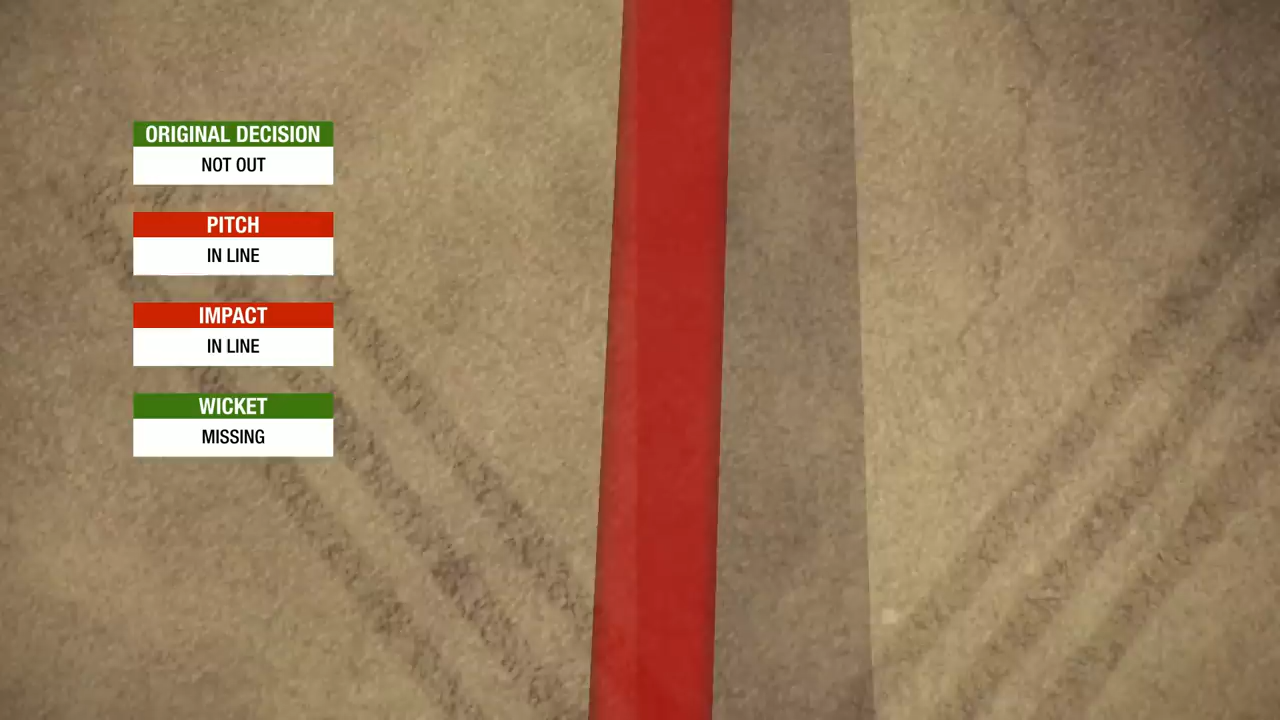 ORIGINAL DECISION
NOT OUT
PITCH
IN LINE
IMPACT
IN LINE
WICKET
MISSING